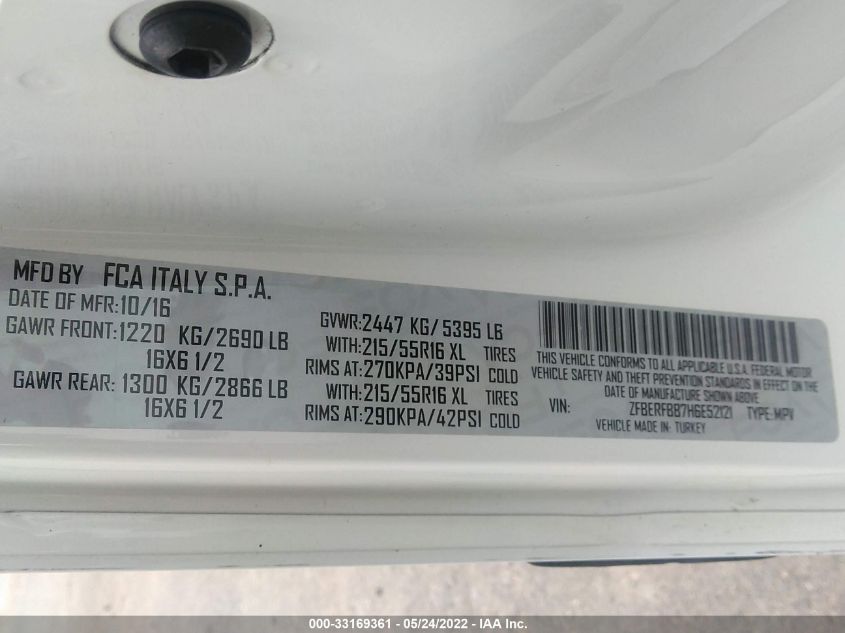 MFD BY FCA ITALY S.P.A.
DATE OF MFR:10/16
GAWR FRONT:1220 KG/2690 LB
16X6 1/2
GAWR REAR: 1300 KG/2866 LB
16X6 1/2
GVWR:2447 KG/ 5395 LB
WITH:215/55R16 XL TIRES
RIMS AT:270KPA/39PSI COLD
WITH:215/55R16 XL TIRES
RIMS AT:290KPA/42PSI COLD
THIS VEHICLE CONFORMS TO ALL APPLICABLE U.S.A. FEDERAL MOTOR
VEHICLE SAFETY AND THEFT PREVENTION STANDARDS IN EFFECT ON THE
DATE OF MANUFACTURE SHOWN ABOVE
VIN: ZFBERFBB7H6E52121 TYPE: MPV
VEHICLE MADE IN: TURKEY
000-33169361 - 05/24/2022 - IAA Inc.